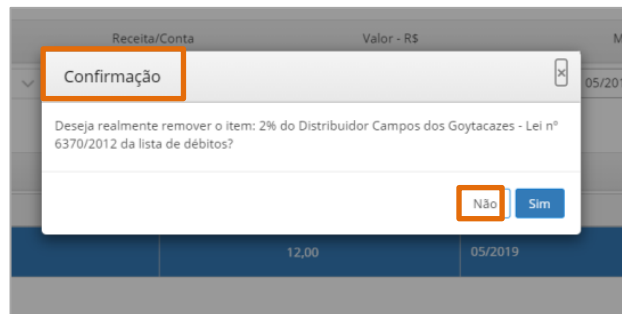 Receita/Conta Valor - R$ M
Confirmação × 05/201
Deseja realmente remover o item: 2% do Distribuidor Campos dos Goytacazes - Lei nº
6370/2012 da lista de débitos?
Não Sim
12,00 05/2019